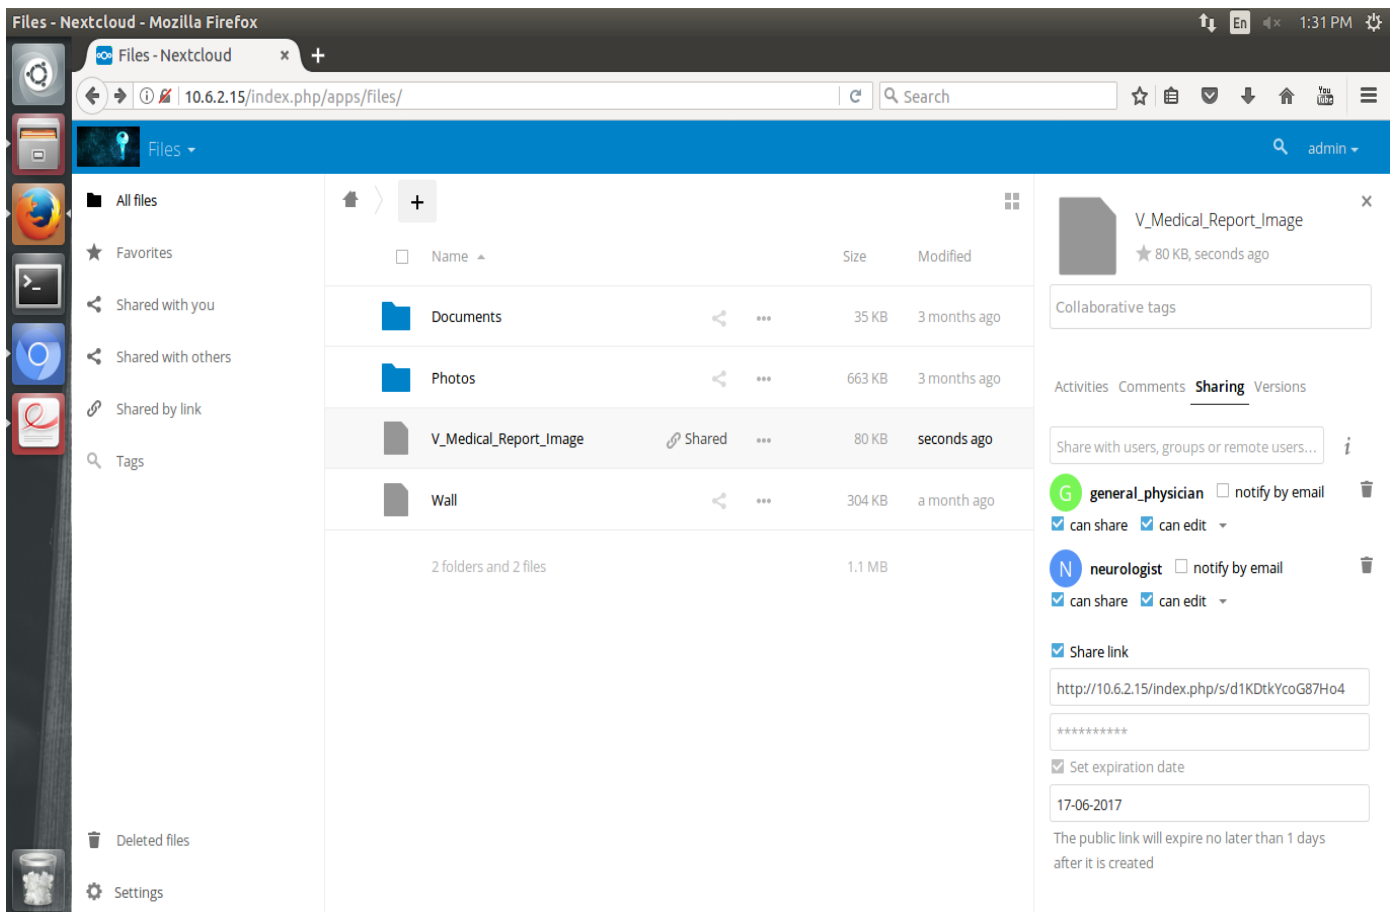 Files - Nextcloud - Mozilla Firefox
En
1:31 PM
Files - Nextcloud
10.6.2.15/index.php/apps/files/
Search
You
Tube
Files
admin
All files
Favorites
Shared with you
Shared with others
Shared by link
Tags
Deleted files
Settings
+
Name Size Modified
Documents 35 KB 3 months ago
Photos 663 KB 3 months ago
V_Medical_Report_Image Shared 80 KB seconds ago
Wall 304 KB a month ago
2 folders and 2 files 1.1 MB
V_Medical_Report_Image
80 KB, seconds ago
Collaborative tags
Activities Comments Sharing Versions
Share with users, groups or remote users... i
G general_physician notify by email
can share can edit
N neurologist notify by email
can share can edit
Share link
http://10.6.2.15/index.php/s/d1KDtkYcoG87Ho4
**********
Set expiration date
17-06-2017
The public link will expire no later than 1 days
after it is created